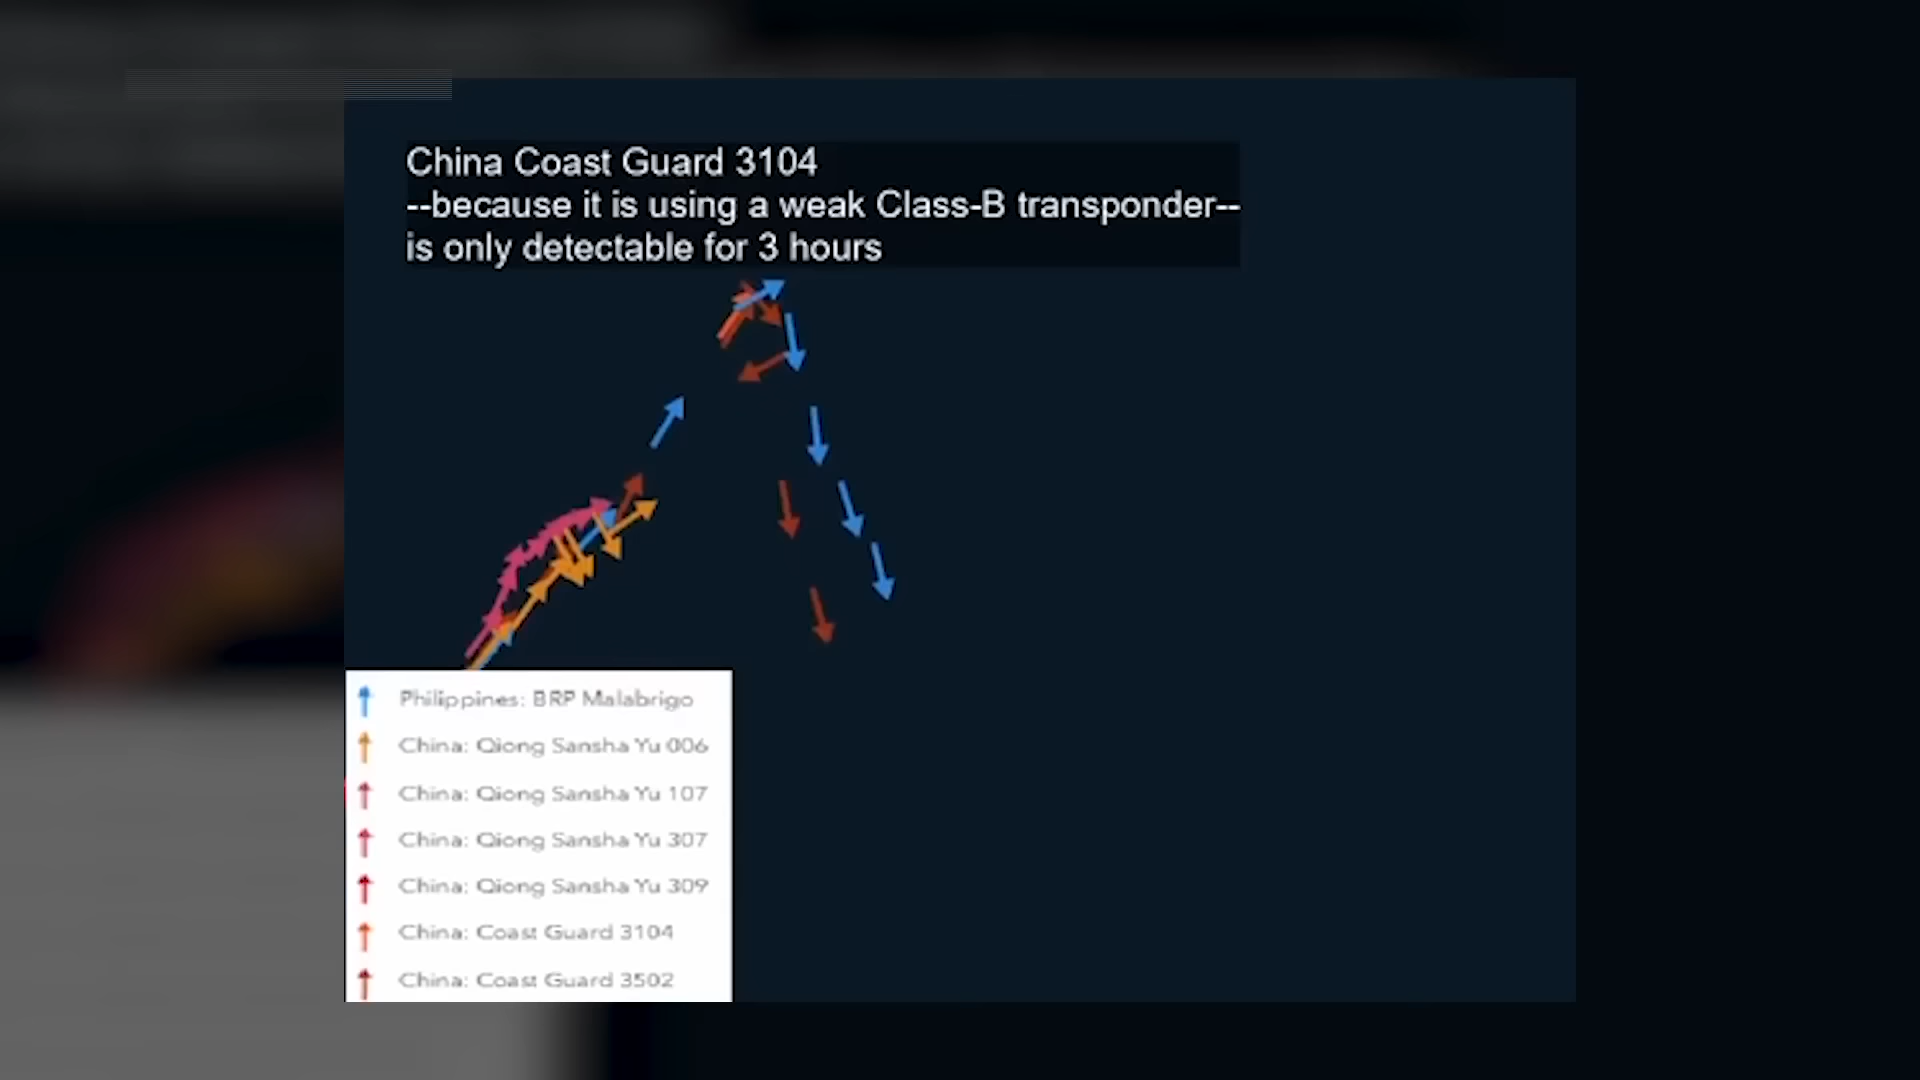 China Coast Guard 3104
--because it is using a weak Class-B transponder--
is only detectable for 3 hours
Philippines: BRP Malabrigo
China: Qiong Sansha Yu 006
China: Qiong Sansha Yu 107
China: Qiong Sansha Yu 307
China: Qiong Sansha Yu 309
China: Coast Guard 3104
China: Coast Guard 3502